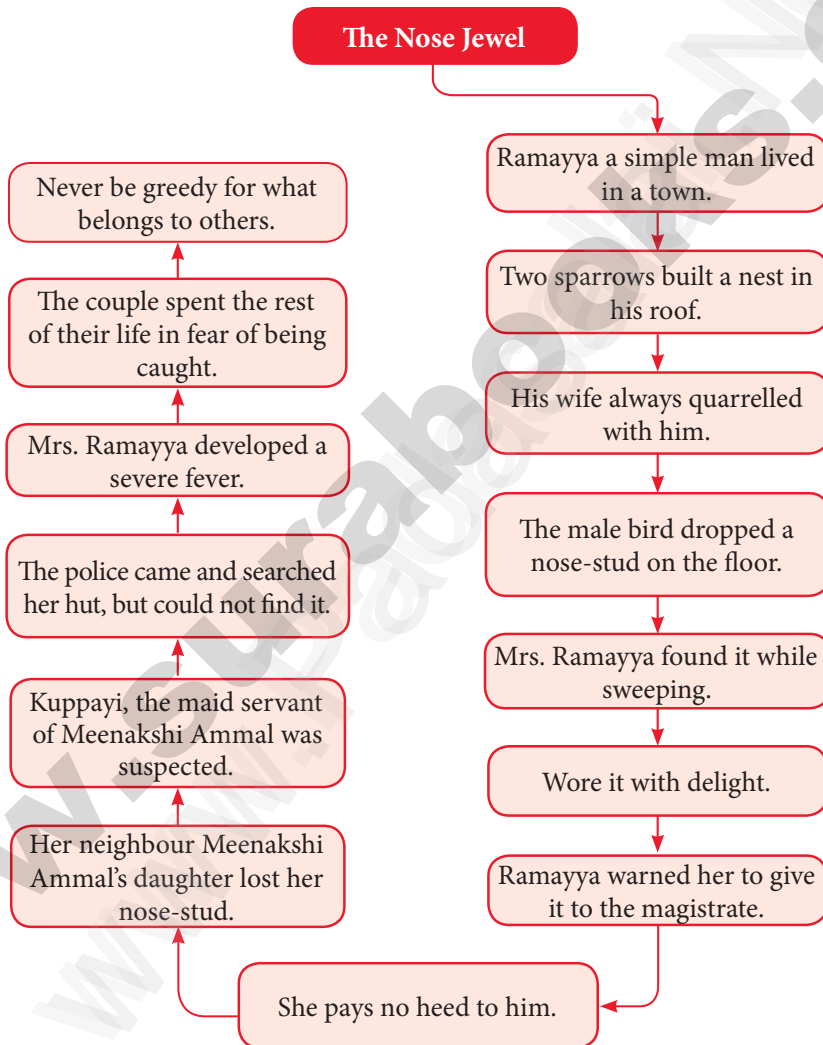 The Nose Jewel
Ramayya a simple man lived
in a town.
Two sparrows built a nest in
his roof.
His wife always quarrelled
with him.
The male bird dropped a
nose-stud on the floor.
Mrs. Ramayya found it while
sweeping.
Wore it with delight.
Ramayya warned her to give
it to the magistrate.
She pays no heed to him.
Her neighbour Meenakshi
Ammal’s daughter lost her
nose-stud.
Kuppayi, the maid servant
of Meenakshi Ammal was
suspected.
The police came and searched
her hut, but could not find it.
Mrs. Ramayya developed a
severe fever.
The couple spent the rest
of their life in fear of being
caught.
Never be greedy for what
belongs to others.